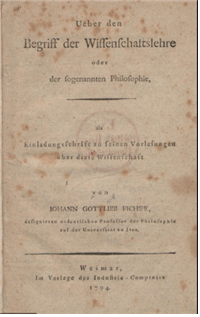 Ueber den
Begriff der Wissenschaftslehre
oder
der sogenannten Philosophie,
als
Einladungsschrift zu seinen Vorlesungen
über diese Wissenschaft
von
JOHANN GOTTLIEB FICHTE,
designirten ordentlichen Professor der Philosophie
auf der Universität zu Jena.
Weimar,
Im Verlage des Industrie-Comptoirs
1794.